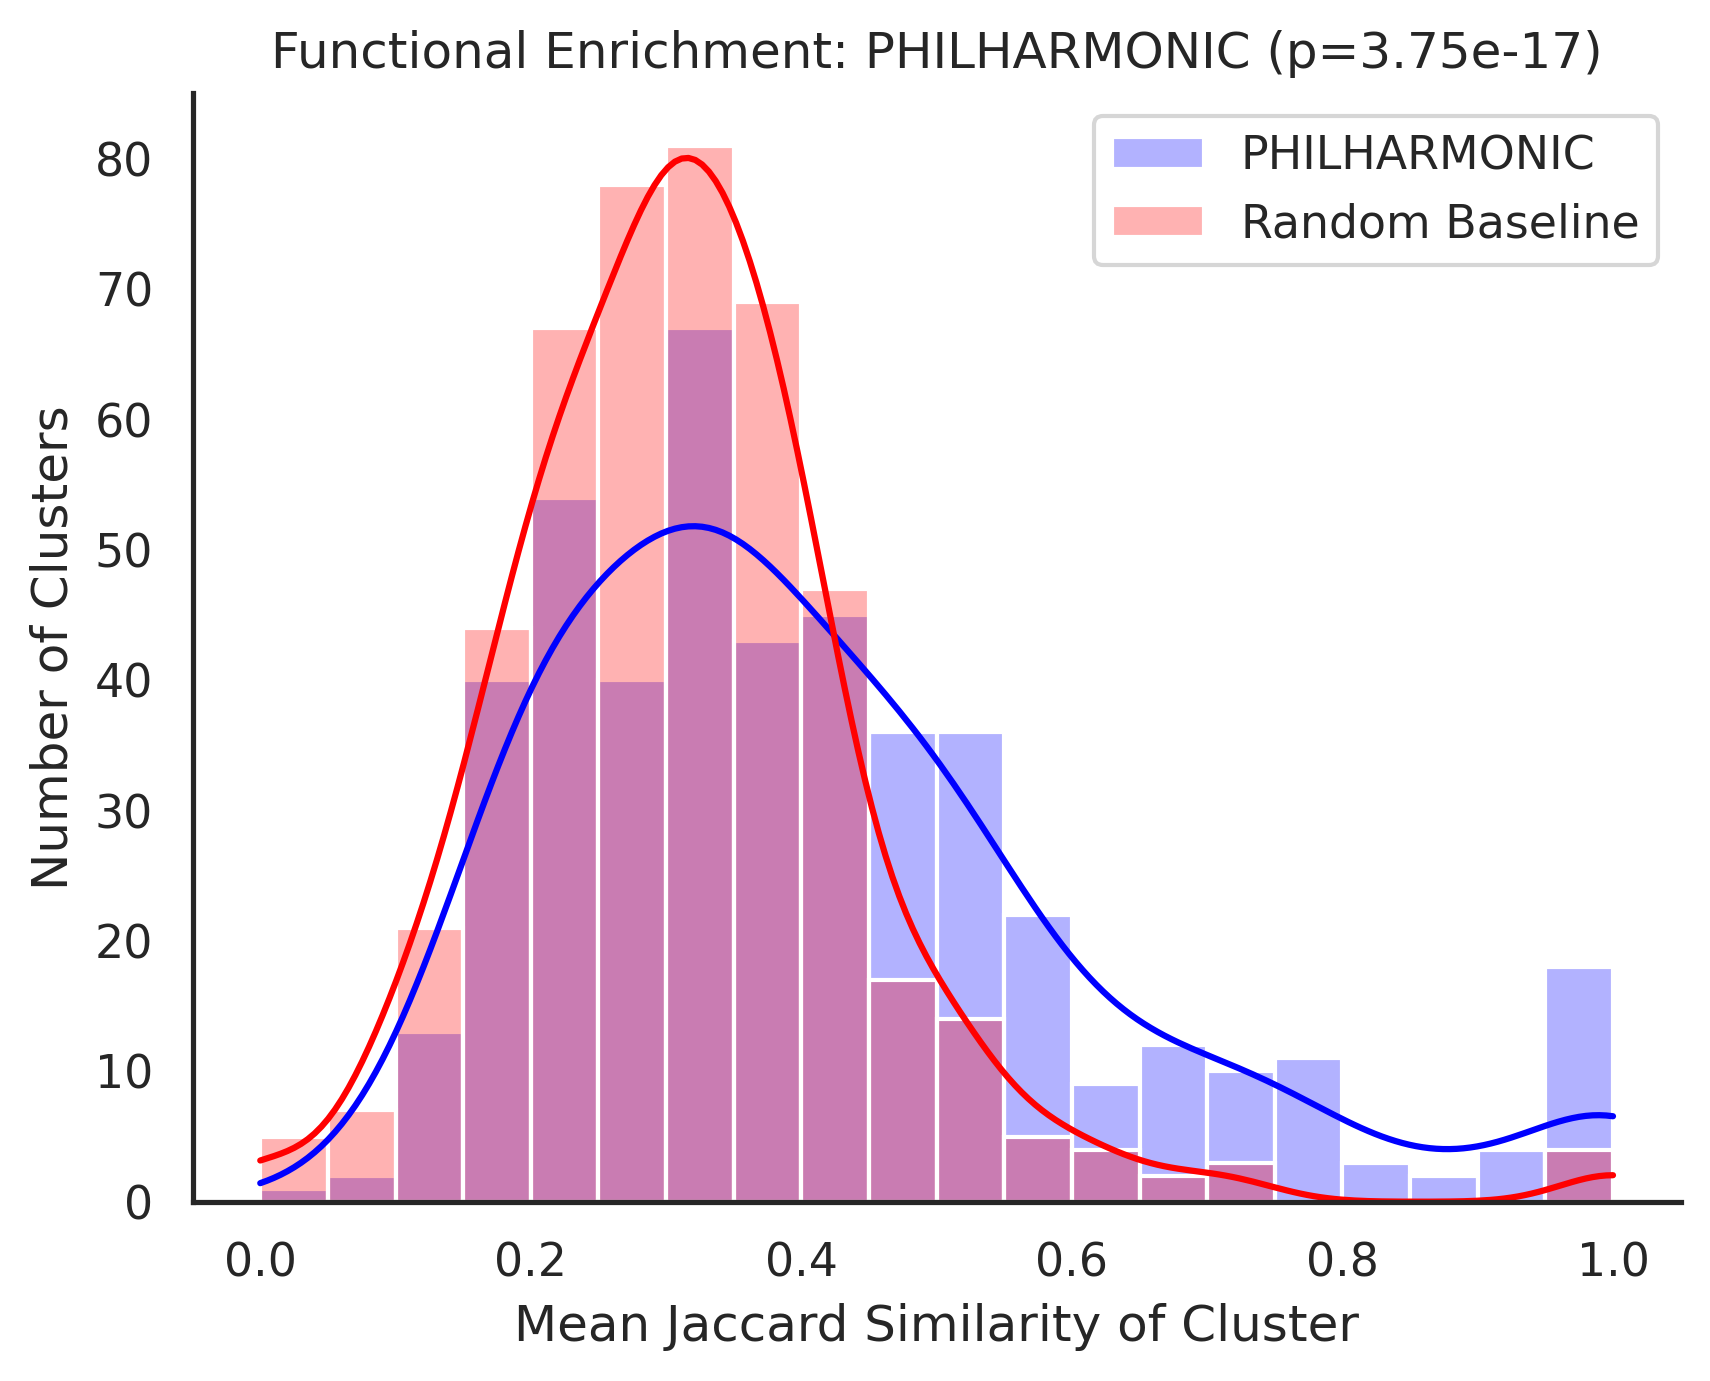 Functional Enrichment: PHILHARMONIC (p=3.75e-17)
PHILHARMONIC
Random Baseline
80
70
60
50
40
30
20
10
0
Number of Clusters
0.0 0.2 0.4 0.6 0.8 1.0
Mean Jaccard Similarity of Cluster